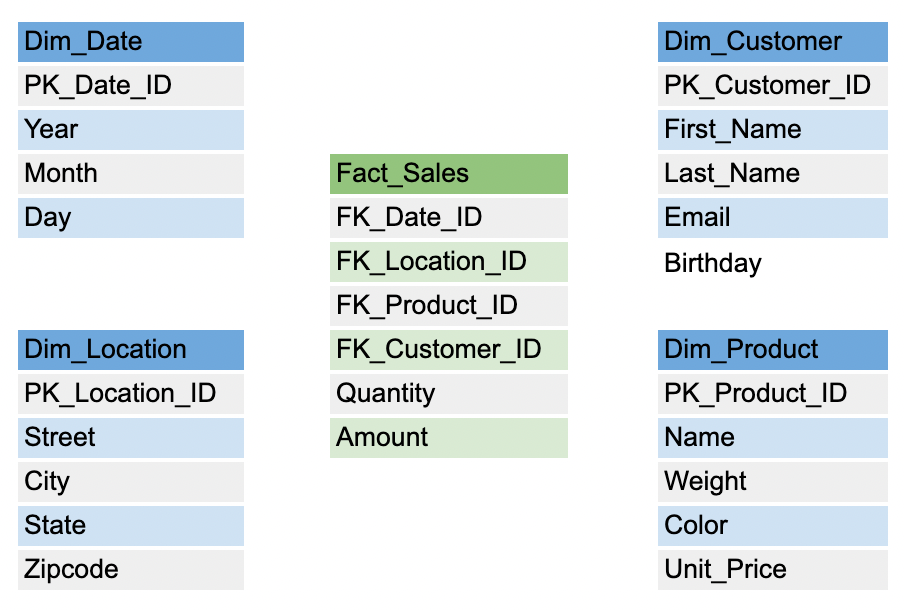 Dim_Date
PK_Date_ID
Year
Month
Day
Dim_Location
PK_Location_ID
Street
City
State
Zipcode
Fact_Sales
FK_Date_ID
FK_Location_ID
FK_Product_ID
FK_Customer_ID
Quantity
Amount
Dim_Customer
PK_Customer_ID
First_Name
Last_Name
Email
Birthday
Dim_Product
PK_Product_ID
Name
Weight
Color
Unit_Price